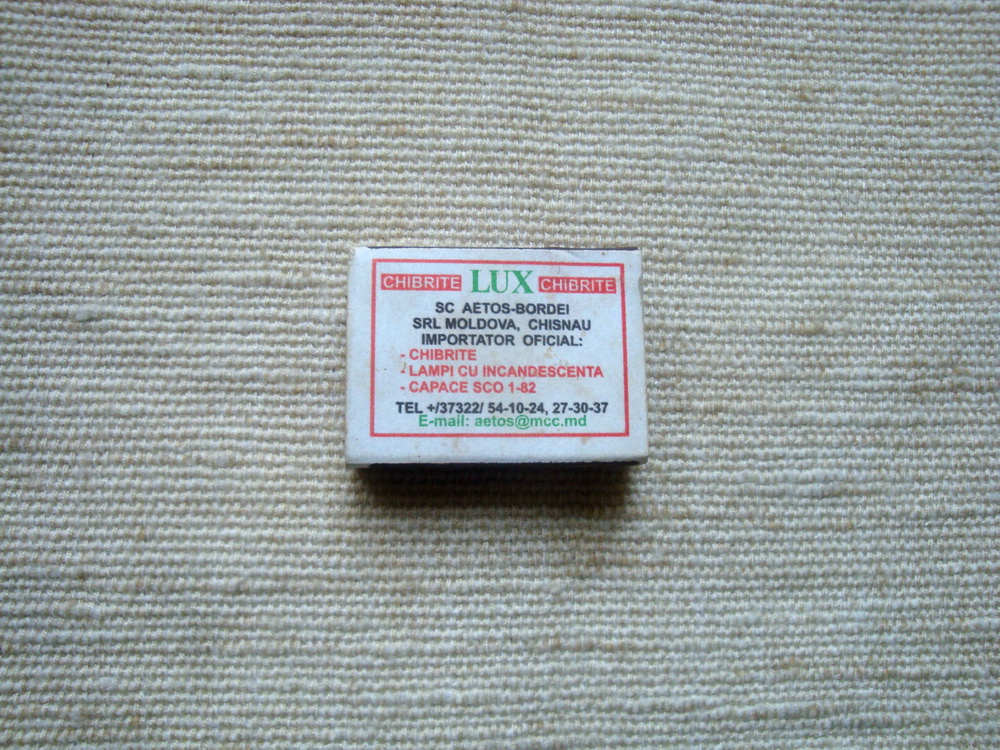 CHIBRITE LUX CHIBRITE
SC AETOS-BORDEI
SRL MOLDOVA, CHISNAU
IMPORTATOR OFICIAL:
- CHIBRITE
- LAMPI CU INCANDESCENTA
- CAPACE SCO 1-82
TEL +/37322/ 54-10-24, 27-30-37
E-mail: aetos@mcc.md